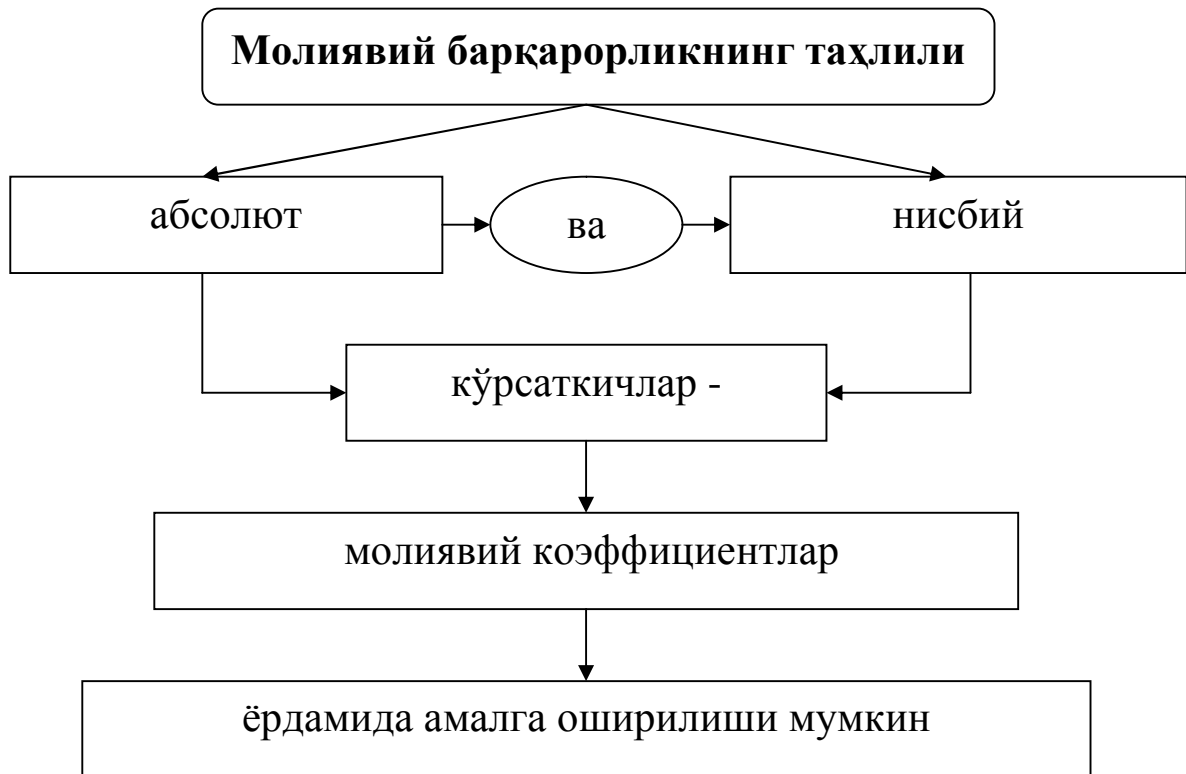 Молиявий барқарорликнинг таҳлили
абсолют
ва
нисбий
кўрсаткичлар -
молиявий коэффициентлар
ёрдамида амалга оширилиши мумкин